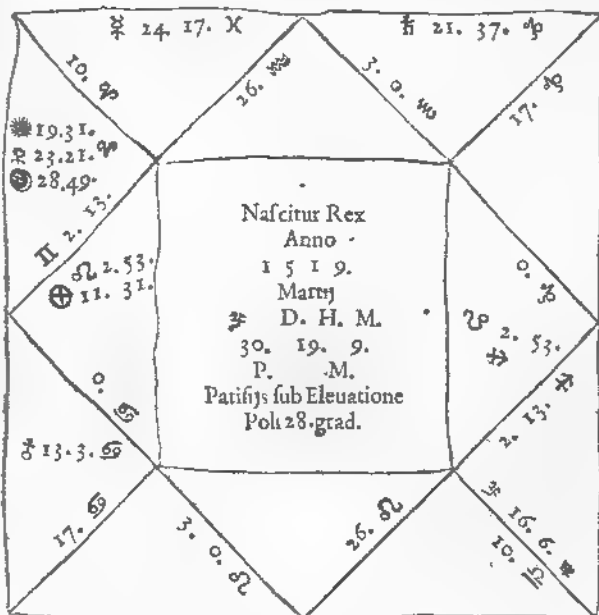 ☿ 24. 17. ♓
♄ 21. 37. ♑
10. ♈
26.
3. 0.
17. ♑
☀ 19. 31.
♀ 23. 21. ♈
28. 49.
♊ 2. 13.
☊ 2. 53.
⊕ 11. 31.
Naſcitur Rex
Anno
1 5 1 9.
Martij
D. H. M.
30. 19. 9.
P. M.
Pariſijs ſub Eleuatione
Poli 28. grad.
0. ♑
☋ 2. 53.
♐
2. 13. ♐
0. ♋
♂ 13. 3. ♋
17. ♋
3. 0. ♌
26. ♌
♃ 16. 6.
10. ♎